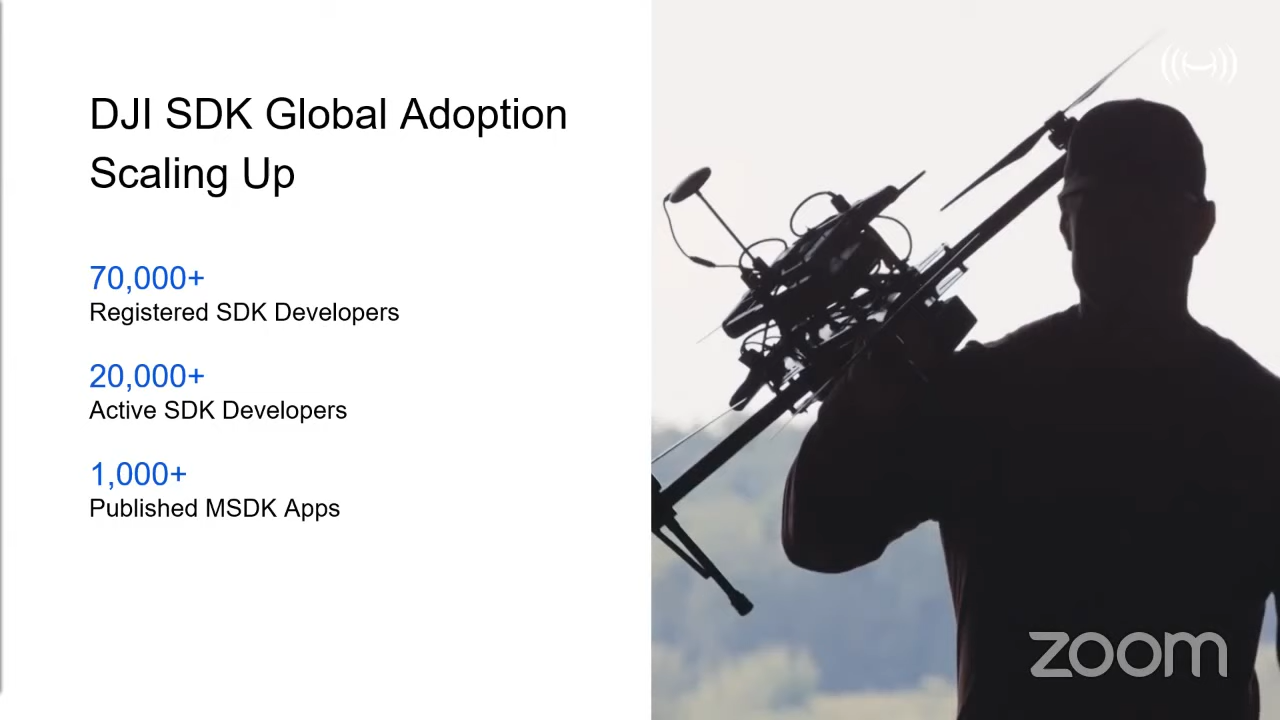 DJI SDK Global Adoption
Scaling Up
70,000+
Registered SDK Developers
20,000+
Active SDK Developers
1,000+
Published MSDK Apps
zoom